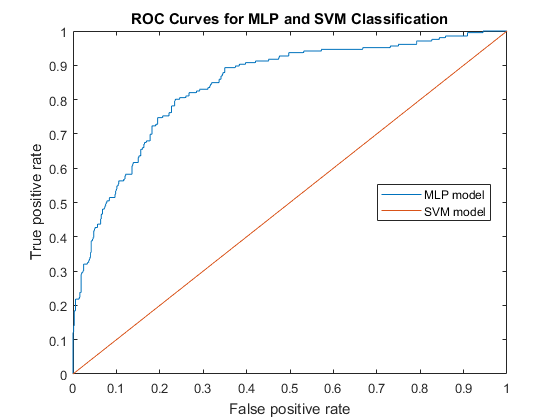 ROC Curves for MLP and SVM Classification
True positive rate
1
0.9
0.8
0.7
0.6
0.5
0.4
0.3
0.2
0.1
0
MLP model
SVM model
0 0.1 0.2 0.3 0.4 0.5 0.6 0.7 0.8 0.9 1
False positive rate